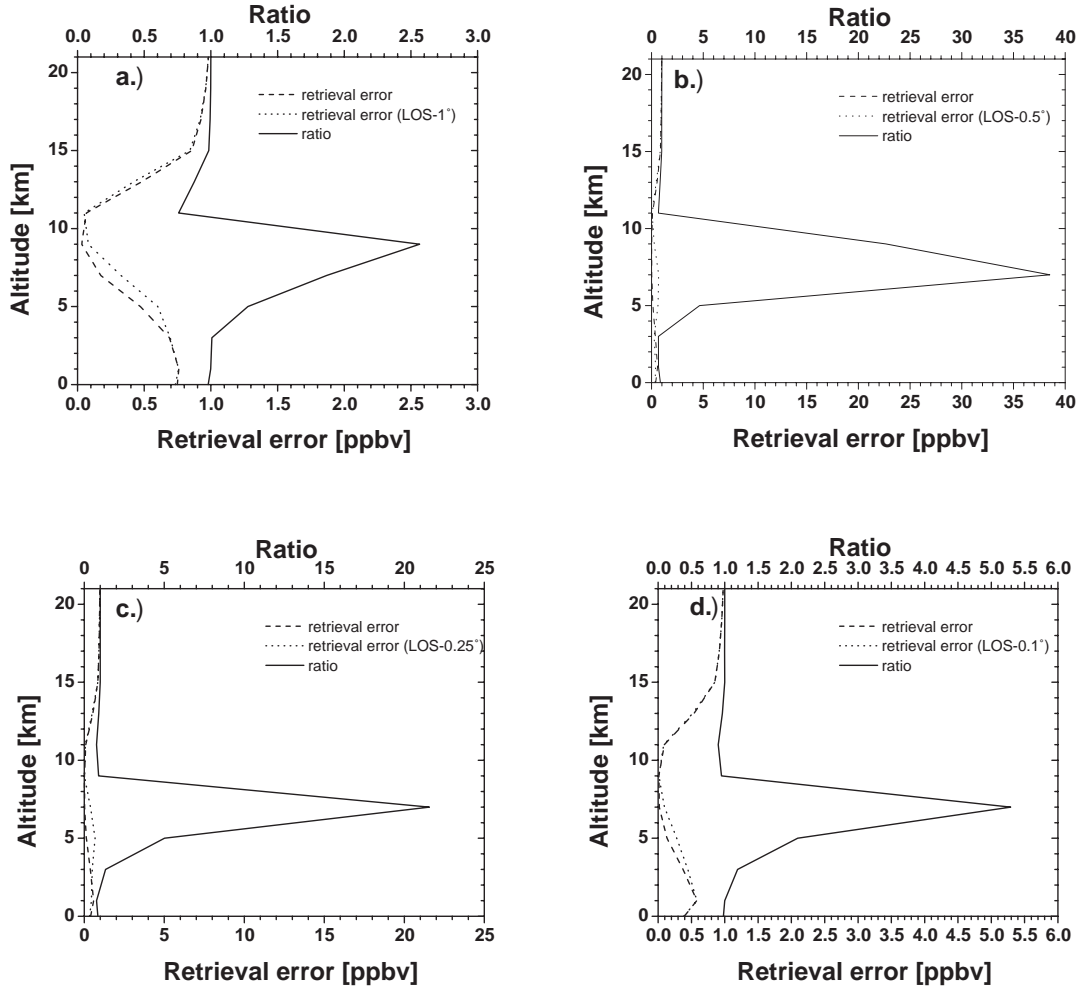 Ratio
0.0 0.5 1.0 1.5 2.0 2.5 3.0
a.)
retrieval error
retrieval error (LOS-1°)
ratio
20
15
10
5
0
Altitude [km]
0.0 0.5 1.0 1.5 2.0 2.5 3.0
Retrieval error [ppbv]
Ratio
0 5 10 15 20 25 30 35 40
b.)
retrieval error
retrieval error (LOS-0.5°)
ratio
20
15
10
5
0
Altitude [km]
0 5 10 15 20 25 30 35 40
Retrieval error [ppbv]
Ratio
0 5 10 15 20 25
c.)
retrieval error
retrieval error (LOS-0.25°)
ratio
20
15
10
5
0
Altitude [km]
0 5 10 15 20 25
Retrieval error [ppbv]
Ratio
0.0 0.5 1.0 1.5 2.0 2.5 3.0 3.5 4.0 4.5 5.0 5.5 6.0
d.)
retrieval error
retrieval error (LOS-0.1°)
ratio
20
15
10
5
0
Altitude [km]
0.0 0.5 1.0 1.5 2.0 2.5 3.0 3.5 4.0 4.5 5.0 5.5 6.0
Retrieval error [ppbv]